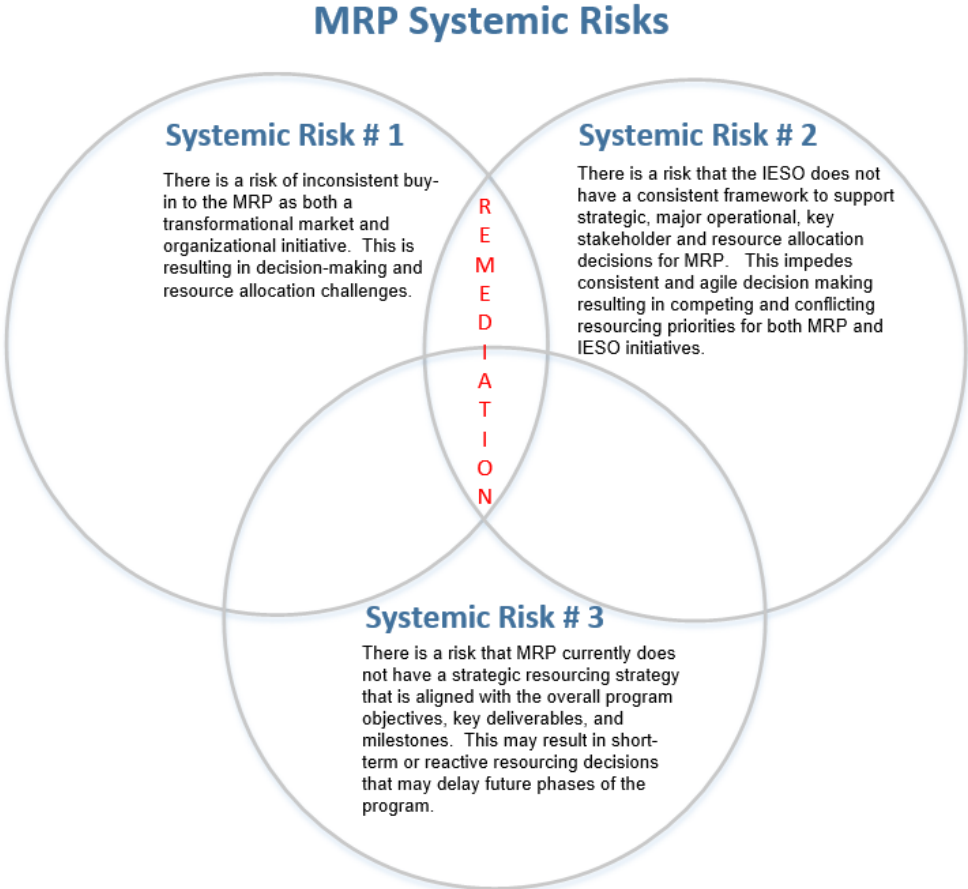 MRP Systemic Risks
Systemic Risk # 1
There is a risk of inconsistent buy-
in to the MRP as both a
transformational market and
organizational initiative.  This is
resulting in decision-making and
resource allocation challenges.
Systemic Risk # 2
There is a risk that the IESO does not
have a consistent framework to support
strategic, major operational, key
stakeholder and resource allocation
decisions for MRP.   This impedes
consistent and agile decision making
resulting in competing and conflicting
resourcing priorities for both MRP and
IESO initiatives.
R
E
M
E
D
I
A
T
I
O
N
Systemic Risk # 3
There is a risk that MRP currently does
not have a strategic resourcing strategy
that is aligned with the overall program
objectives, key deliverables, and
milestones.  This may result in short-
term or reactive resourcing decisions
that may delay future phases of the
program.